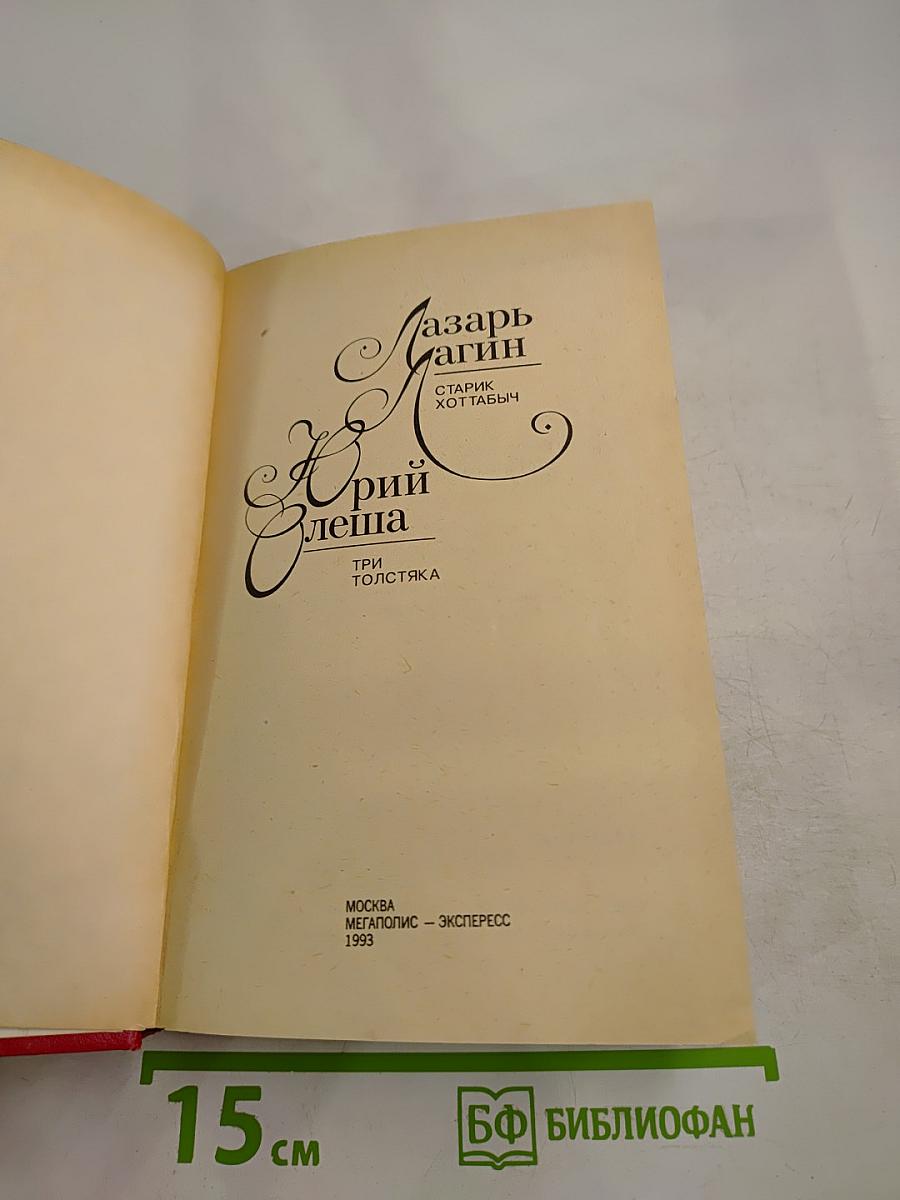 Лазарь
Лагин
СТАРИК
ХОТТАБЫЧ
Юрий
Олеша
ТРИ
ТОЛСТЯКА
МОСКВА
МЕГАПОЛИС – ЭКСПЕРЕСС
1993
15 см
БФ БИБЛИОФАН